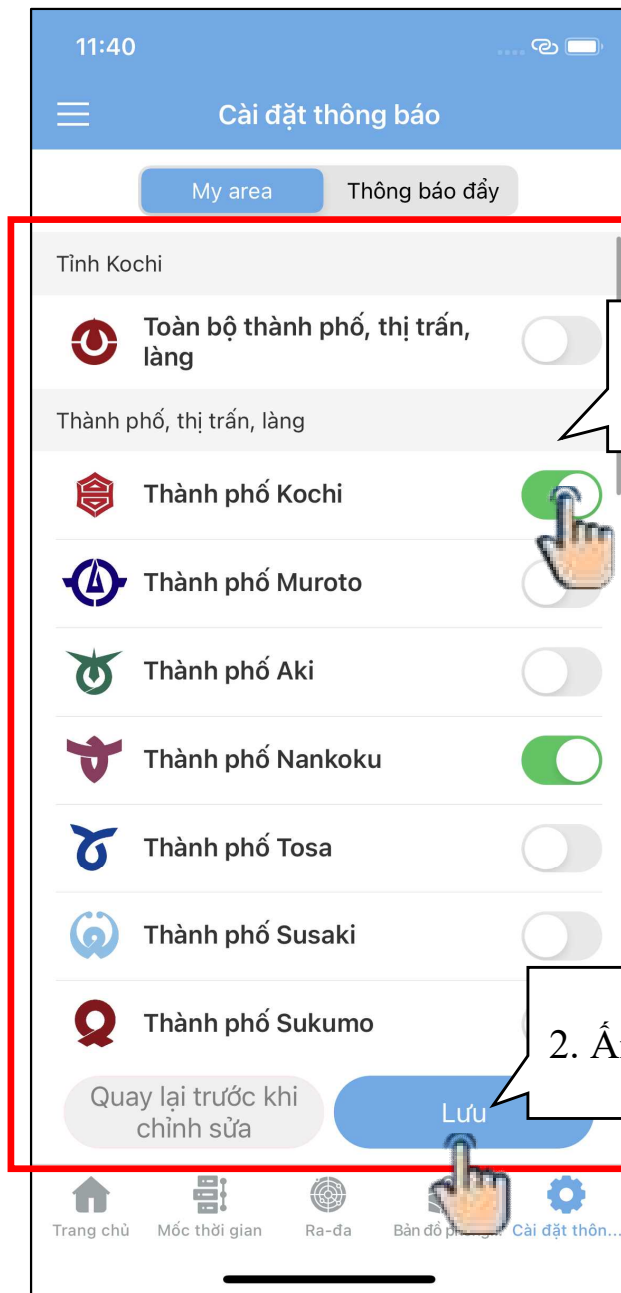 11:40
Cài đặt thông báo
My area
Thông báo đẩy
Tỉnh Kochi
Toàn bộ thành phố, thị trấn,
làng
Thành phố, thị trấn, làng
Thành phố Kochi
Thành phố Muroto
Thành phố Aki
Thành phố Nankoku
Thành phố Tosa
Thành phố Susaki
Thành phố Sukumo
2.
Quay lại trước khi
chỉnh sửa
Lưu
Trang chủ
Mốc thời gian
Ra-đa
Bản đồ
Cài đặt thôn...